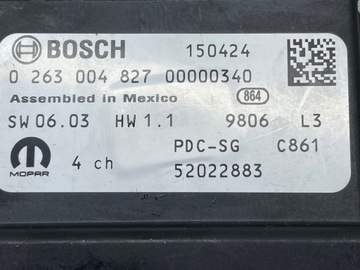 BOSCH 150424
0 263 004 827 00000340
Assembled in Mexico 864
SW 06.03 HW 1.1 9806 L3
PDC-SG C861
MOPAR 4 ch 52022883